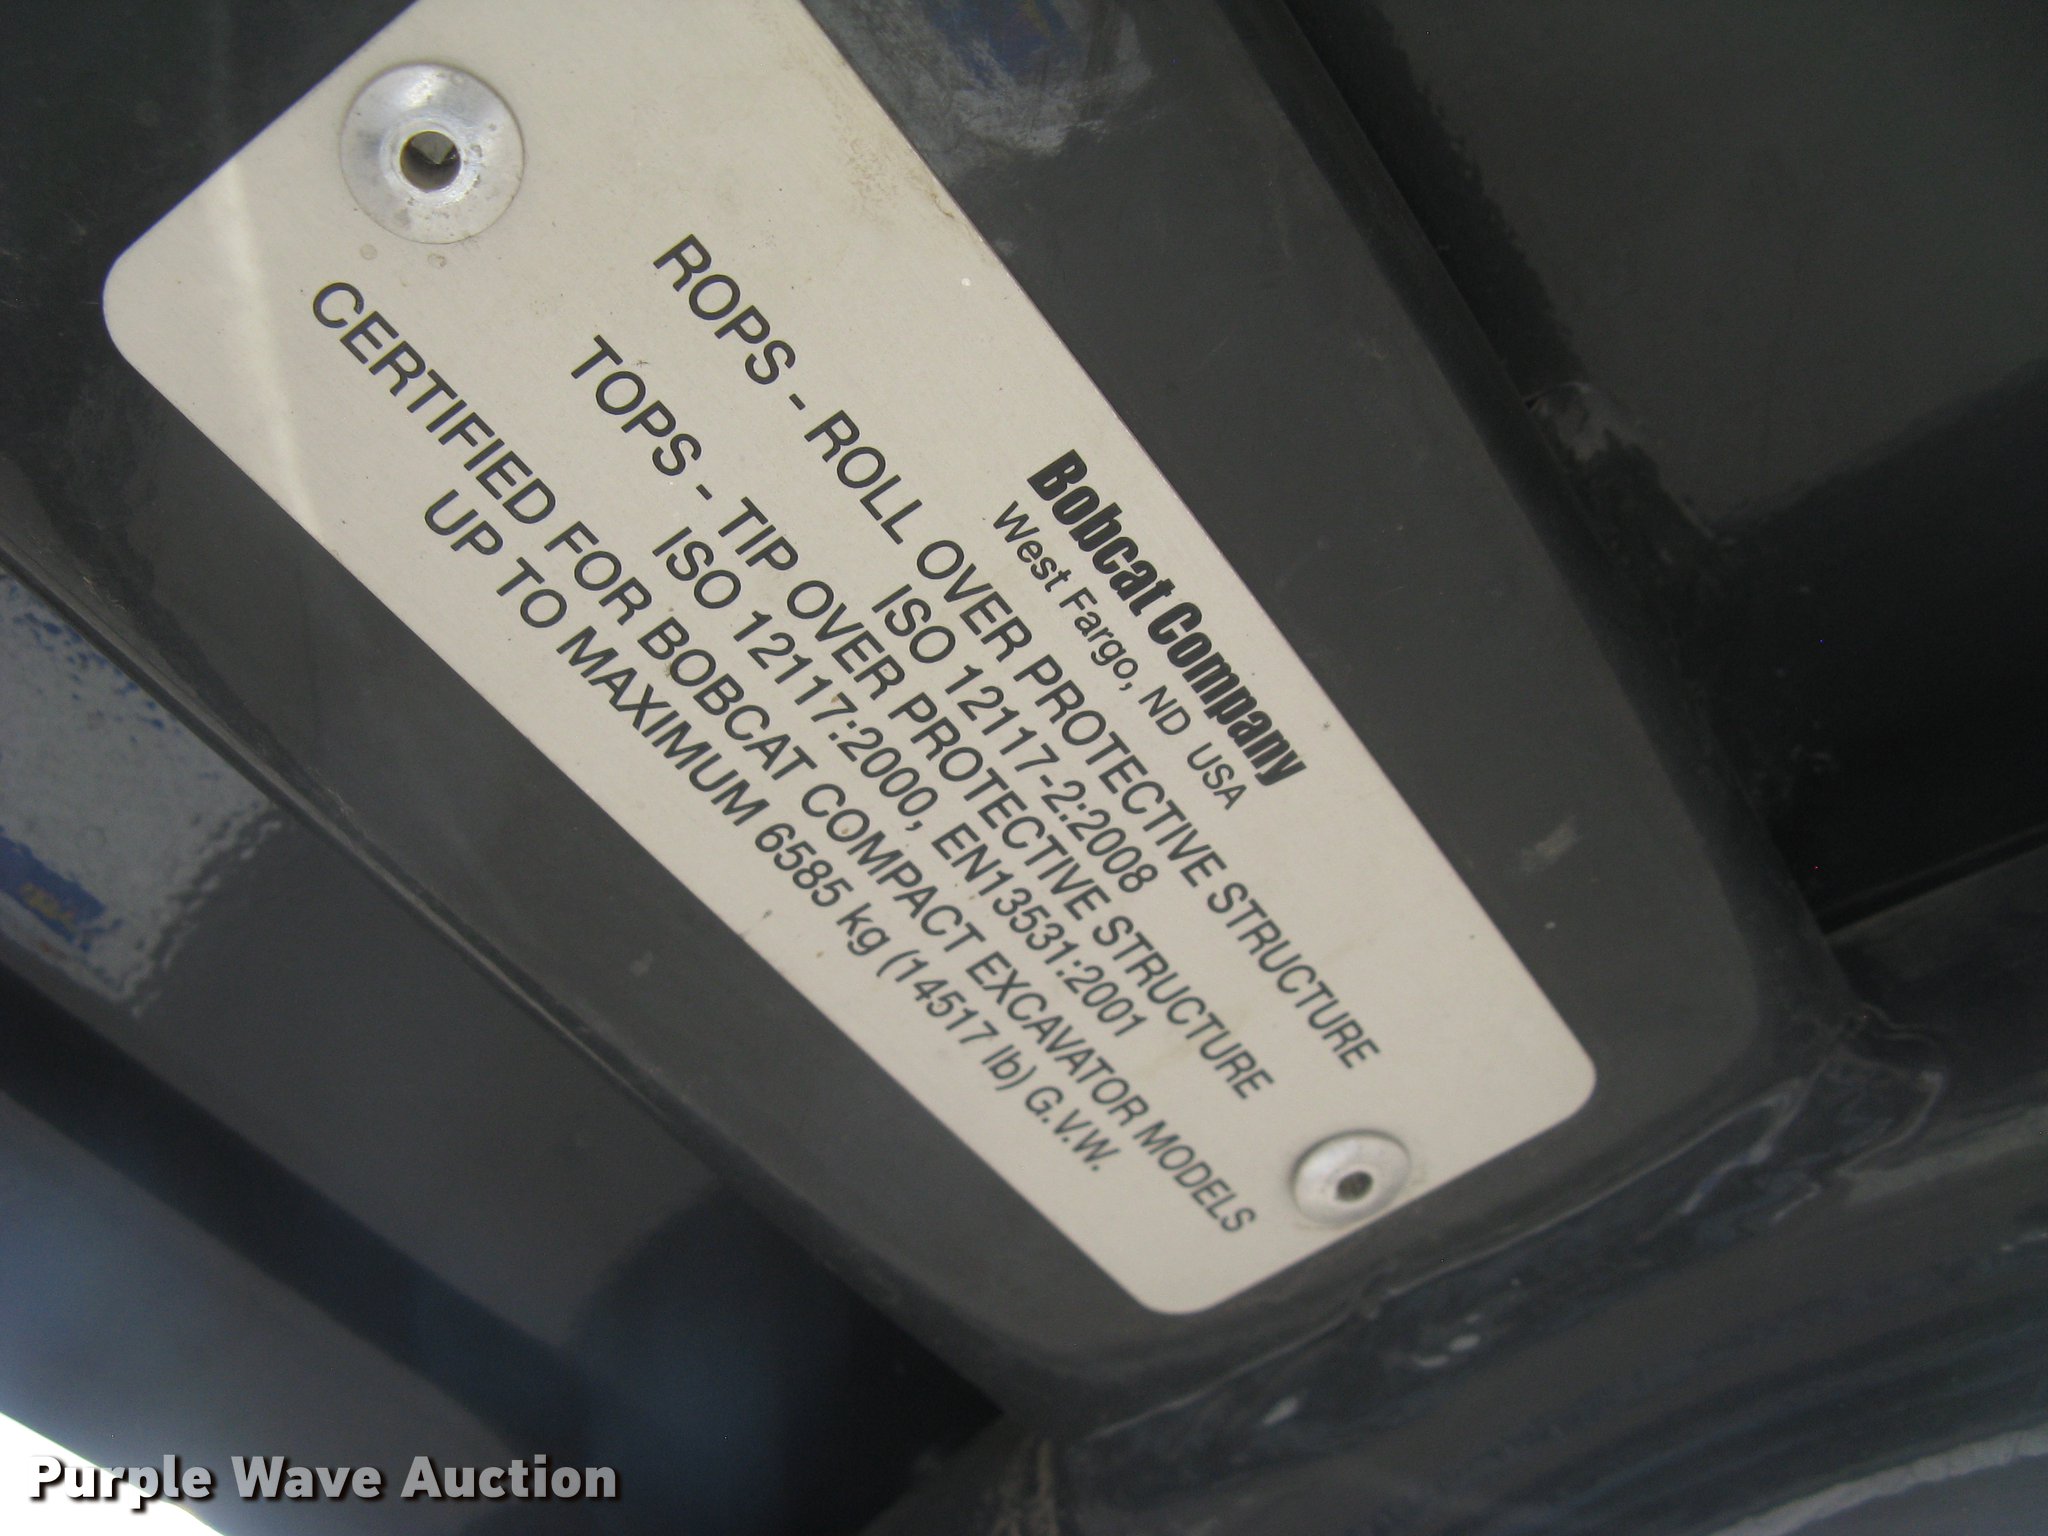 Bobcat Company
West Fargo, ND USA
ROPS - ROLL OVER PROTECTIVE STRUCTURE
ISO 12117-2:2008
TOPS - TIP OVER PROTECTIVE STRUCTURE
ISO 12117:2000, EN13531:2001
CERTIFIED FOR BOBCAT COMPACT EXCAVATOR MODELS
UP TO MAXIMUM 6585 kg (14517 lb) G.V.W.
Purple Wave Auction